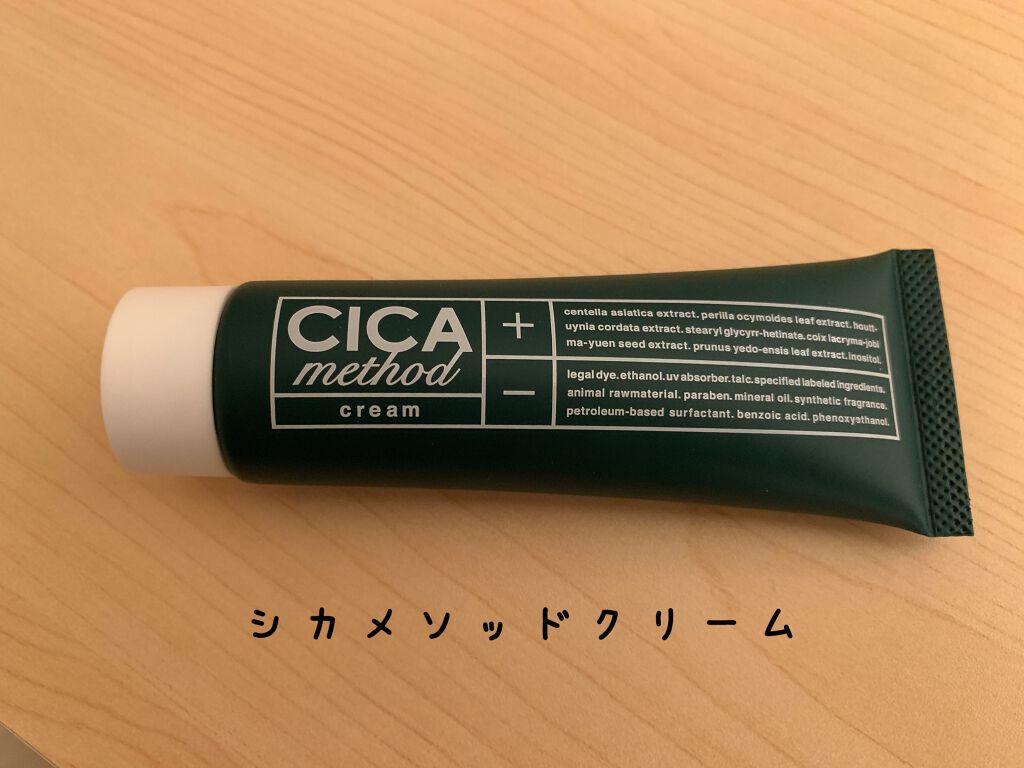 CICA
method
cream
+
centella asiatica extract. perilla ocymoides leaf extract. houtt-
uynia cordata extract. stearyl glycyrr-hetinate. coix lacryma-jobi
ma-yuen seed extract. prunus yedo-ensis leaf extract. inositol.
−
legal dye. ethanol. uv absorber. talc. specified labeled ingredients.
animal rawmaterial. paraben. mineral oil. synthetic fragrance.
petroleum-based surfactant. benzoic acid. phenoxyethanol.
シカメソッドクリーム